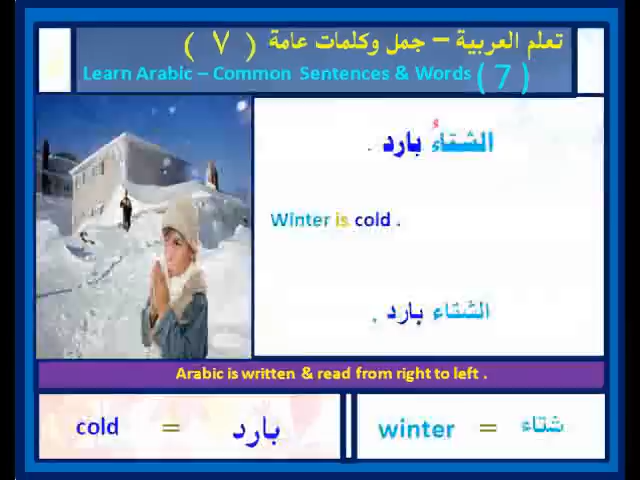 تعلم العربية – جمل وكلمات عامة ( ٧ )
Learn Arabic – Common Sentences & Words ( 7 )
الشتاءُ بارد .
Winter is cold .
الشتاء بارد .
Arabic is written & read from right to left .
cold = بارد
winter = شتاء